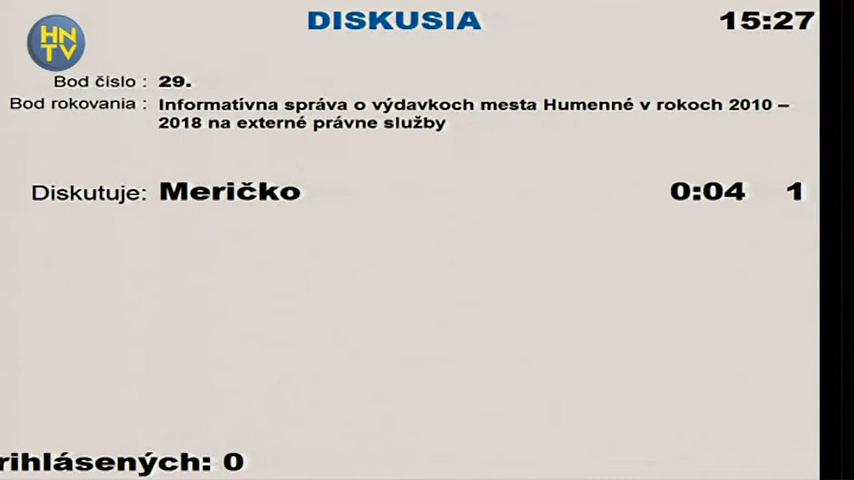 HN
TV
DISKUSIA 15:27
Bod číslo : 29.
Bod rokovania : Informatívna správa o výdavkoch mesta Humenné v rokoch 2010 –
2018 na externé právne služby
Diskutuje: Meričko 0:04 1
rihlásených: 0